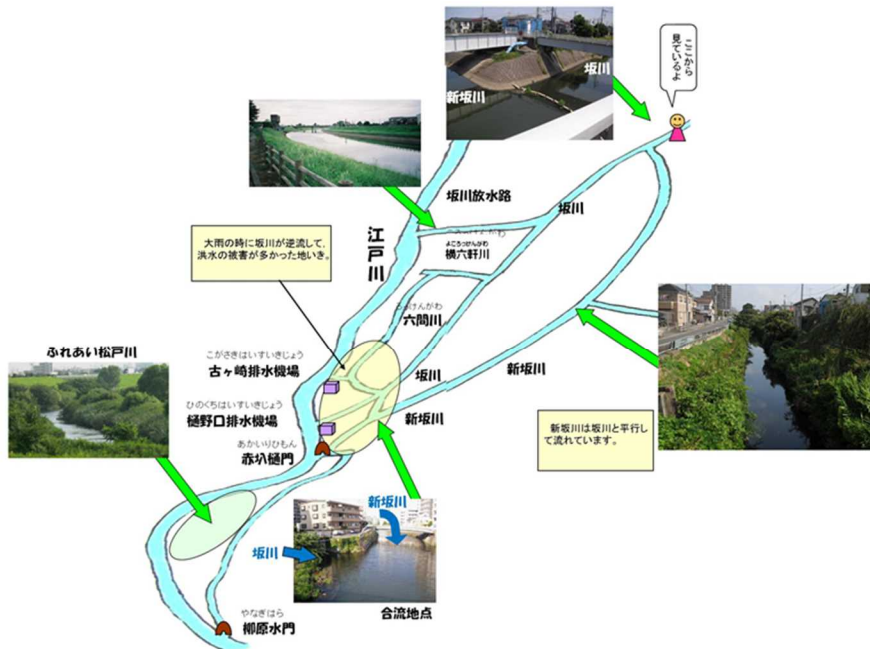 ここから
見ているよ
坂川
新坂川
坂川放水路
坂川
江戸川
よころっけんがわ
横六軒川
大雨の時に坂川が逆流して、
洪水の被害が多かった地いき。
六間川
ふれあい松戸川
こがさきはいすいきじょう
古ヶ崎排水機場
坂川
新坂川
ひのくちはいすいきじょう
樋野口排水機場
新坂川
あかいりひもん
赤圦樋門
新坂川は坂川と平行し
て流れています。
新坂川
坂川
合流地点
やなぎはら
柳原水門